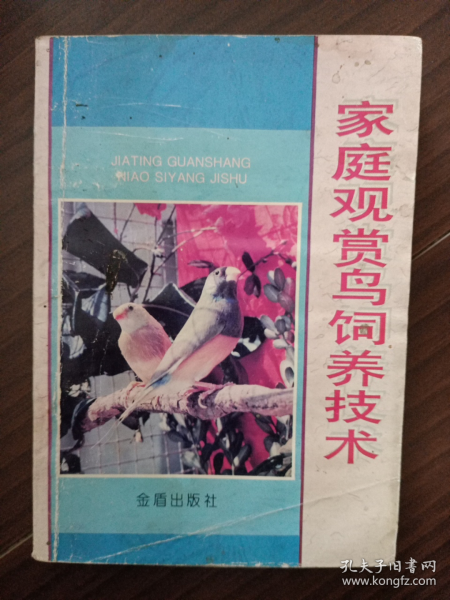 家庭观赏鸟饲养技术
JIATING GUANSHANG
NIAO SIYANG JISHU
金盾出版社
孔夫子旧书网
www.kongfz.com